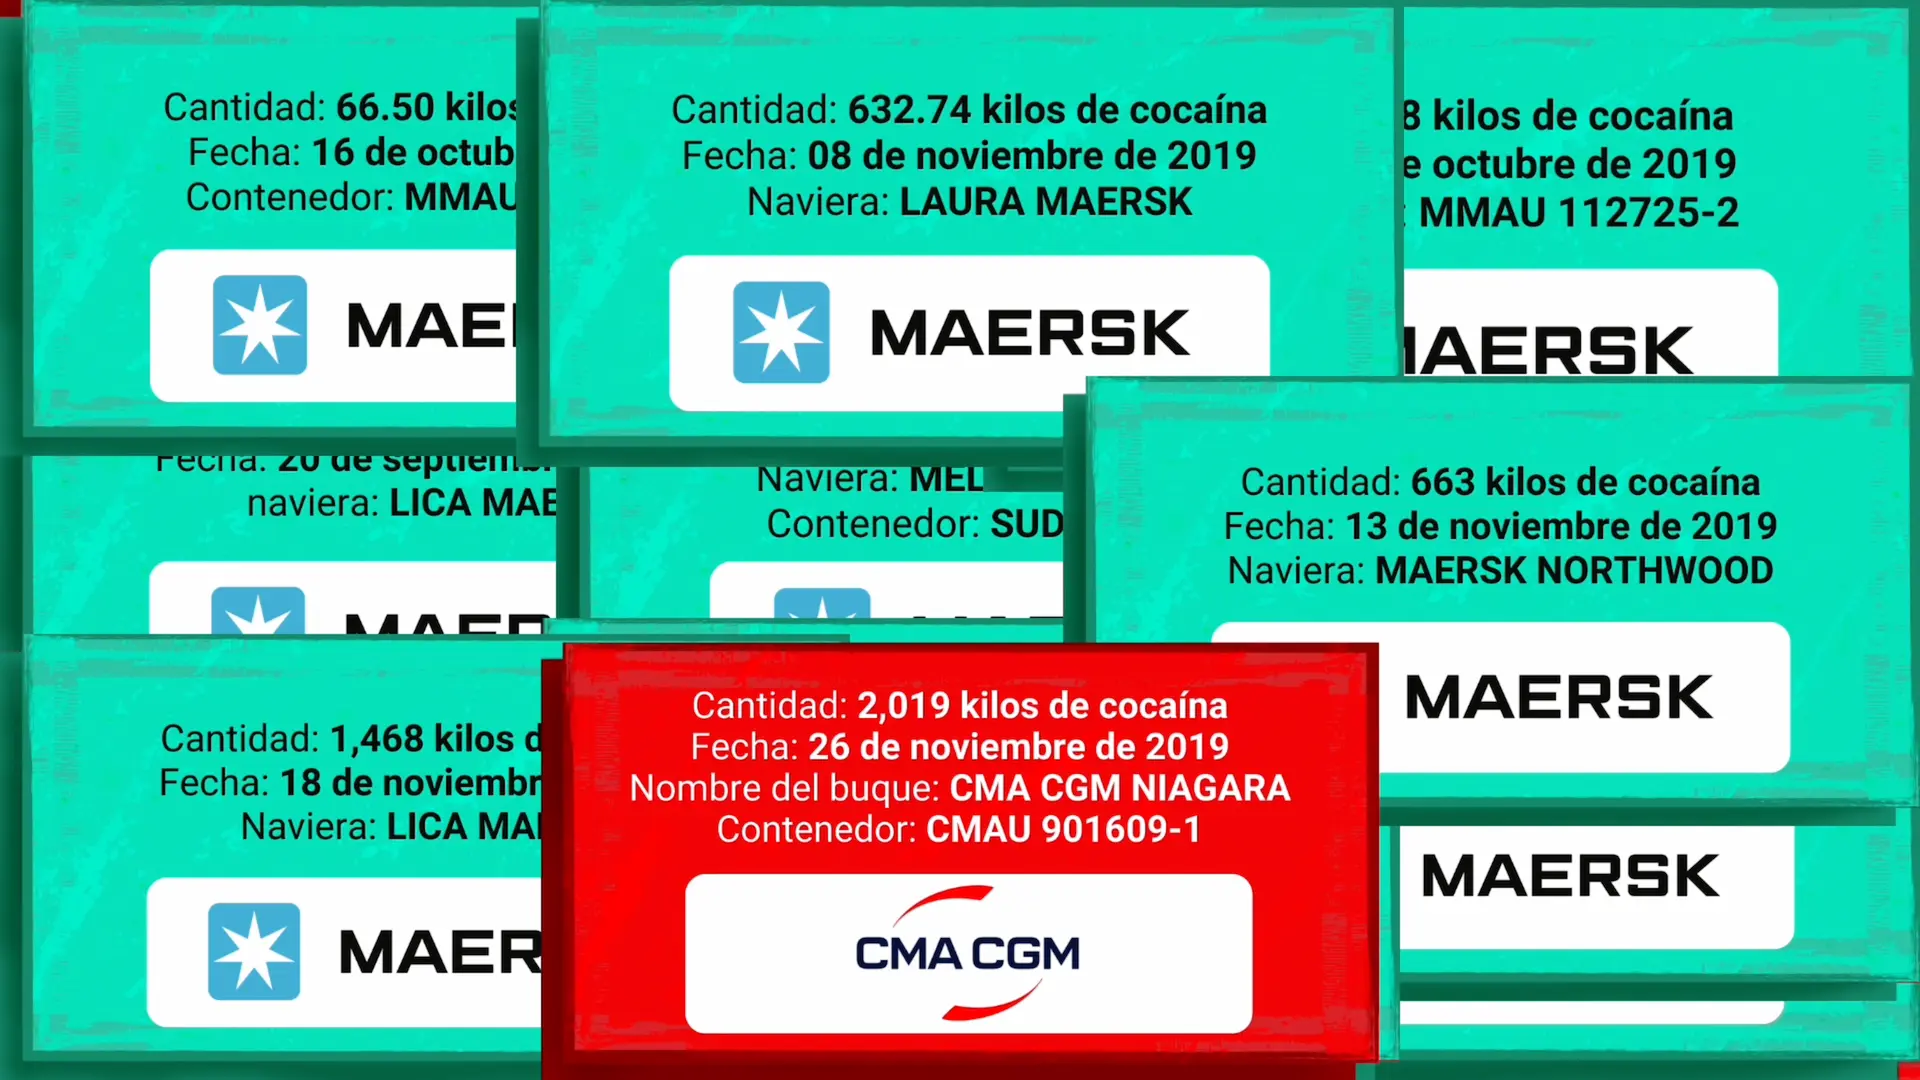 Cantidad: 66.50 kilos
Fecha: 16 de octub
Contenedor: MMAU
MAE
Cantidad: 632.74 kilos de cocaína
Fecha: 08 de noviembre de 2019
Naviera: LAURA MAERSK
MAERSK
8 kilos de cocaína
e octubre de 2019
: MMAU 112725-2
MAERSK
Fecha: 20 de septiemb
naviera: LICA MAE
MAER
Naviera: MEL
Contenedor: SUD
Cantidad: 663 kilos de cocaína
Fecha: 13 de noviembre de 2019
Naviera: MAERSK NORTHWOOD
MAERSK
Cantidad: 1,468 kilos d
Fecha: 18 de noviembr
Naviera: LICA MA
MAER
Cantidad: 2,019 kilos de cocaína
Fecha: 26 de noviembre de 2019
Nombre del buque: CMA CGM NIAGARA
Contenedor: CMAU 901609-1
CMA CGM
MAERSK